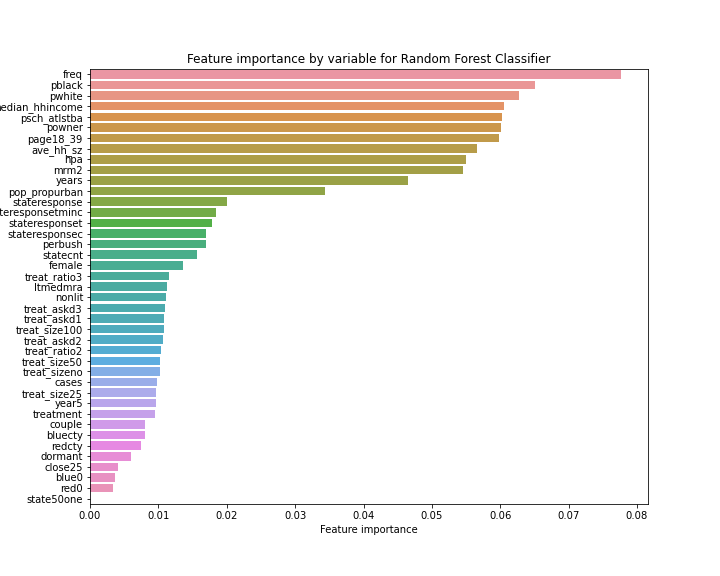 Feature importance by variable for Random Forest Classifier
freq
pblack
pwhite
nedian_hhincome
psch_atlstba
powner
page18_39
ave_hh_sz
hpa
mrm2
years
pop_propurban
stateresponse
teresponsetminc
stateresponset
stateresponsec
perbush
statecnt
female
treat_ratio3
ltmedmra
nonlit
treat_askd3
treat_askd1
treat_size100
treat_askd2
treat_ratio2
treat_size50
treat_sizeno
cases
treat_size25
year5
treatment
couple
bluecty
redcty
dormant
close25
blue0
red0
state50one
0.00 0.01 0.02 0.03 0.04 0.05 0.06 0.07 0.08
Feature importance